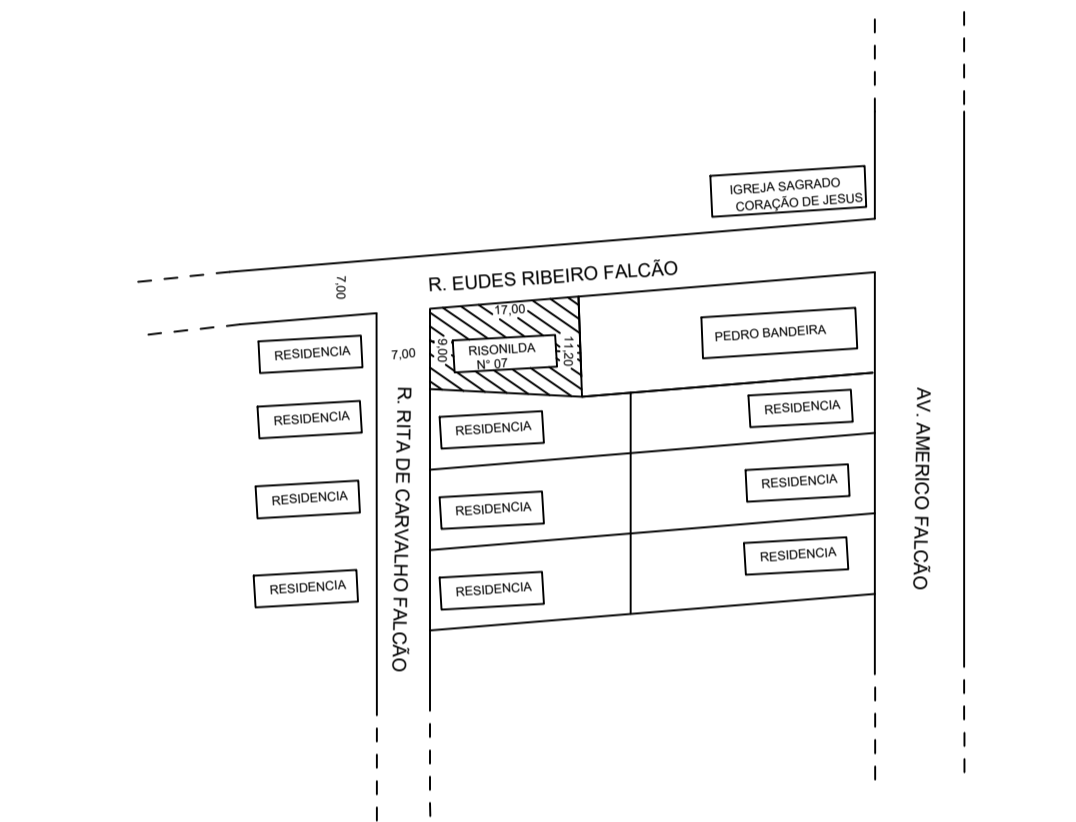 IGREJA SAGRADO
CORAÇÃO DE JESUS
R. EUDES RIBEIRO FALCÃO
7,00
17,00
PEDRO BANDEIRA
RESIDENCIA
7,00
9,00
RISONILDA
N° 07
11,20
RESIDENCIA
RESIDENCIA
RESIDENCIA
RESIDENCIA
RESIDENCIA
RESIDENCIA
RESIDENCIA
RESIDENCIA
RESIDENCIA
RESIDENCIA
R. RITA DE CARVALHO FALCÃO
AV. AMERICO FALCÃO